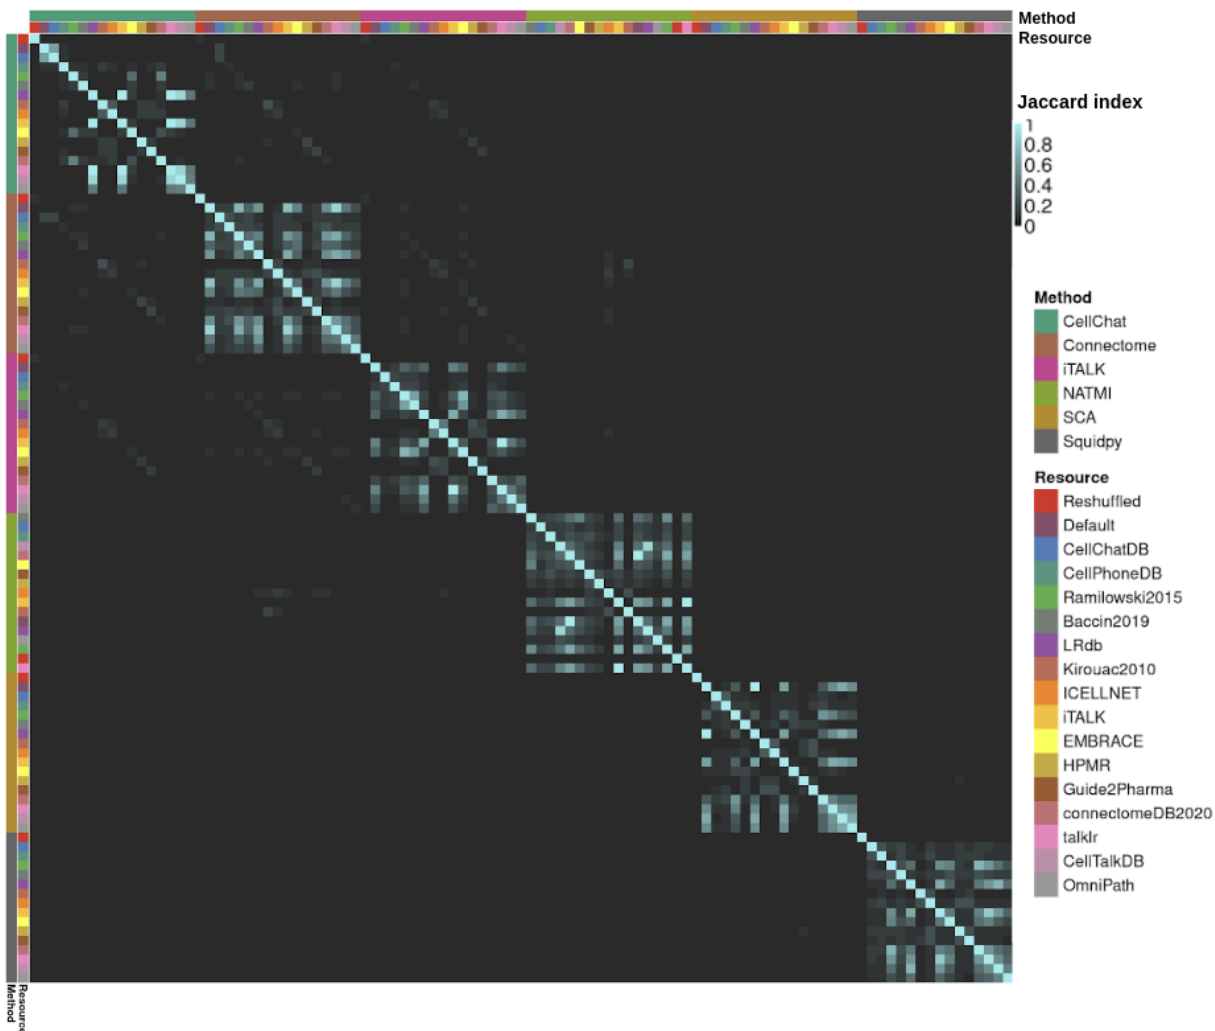 Method
Resource
Jaccard index
1
0.8
0.6
0.4
0.2
0
Method
CellChat
Connectome
iTALK
NATMI
SCA
Squidpy
Resource
Reshuffled
Default
CellChatDB
CellPhoneDB
Ramilowski2015
Baccin2019
LRdb
Kirouac2010
ICELLNET
iTALK
EMBRACE
HPMR
Guide2Pharma
connectomeDB2020
talklr
CellTalkDB
OmniPath
Method
Resource